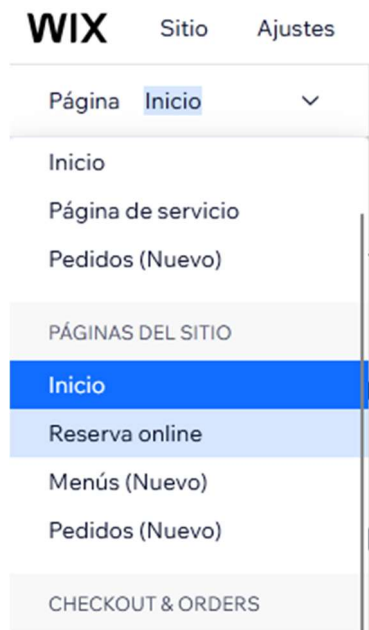 WIX Sitio Ajustes
Página Inicio
Inicio
Página de servicio
Pedidos (Nuevo)
PÁGINAS DEL SITIO
Inicio
Reserva online
Menús (Nuevo)
Pedidos (Nuevo)
CHECKOUT & ORDERS